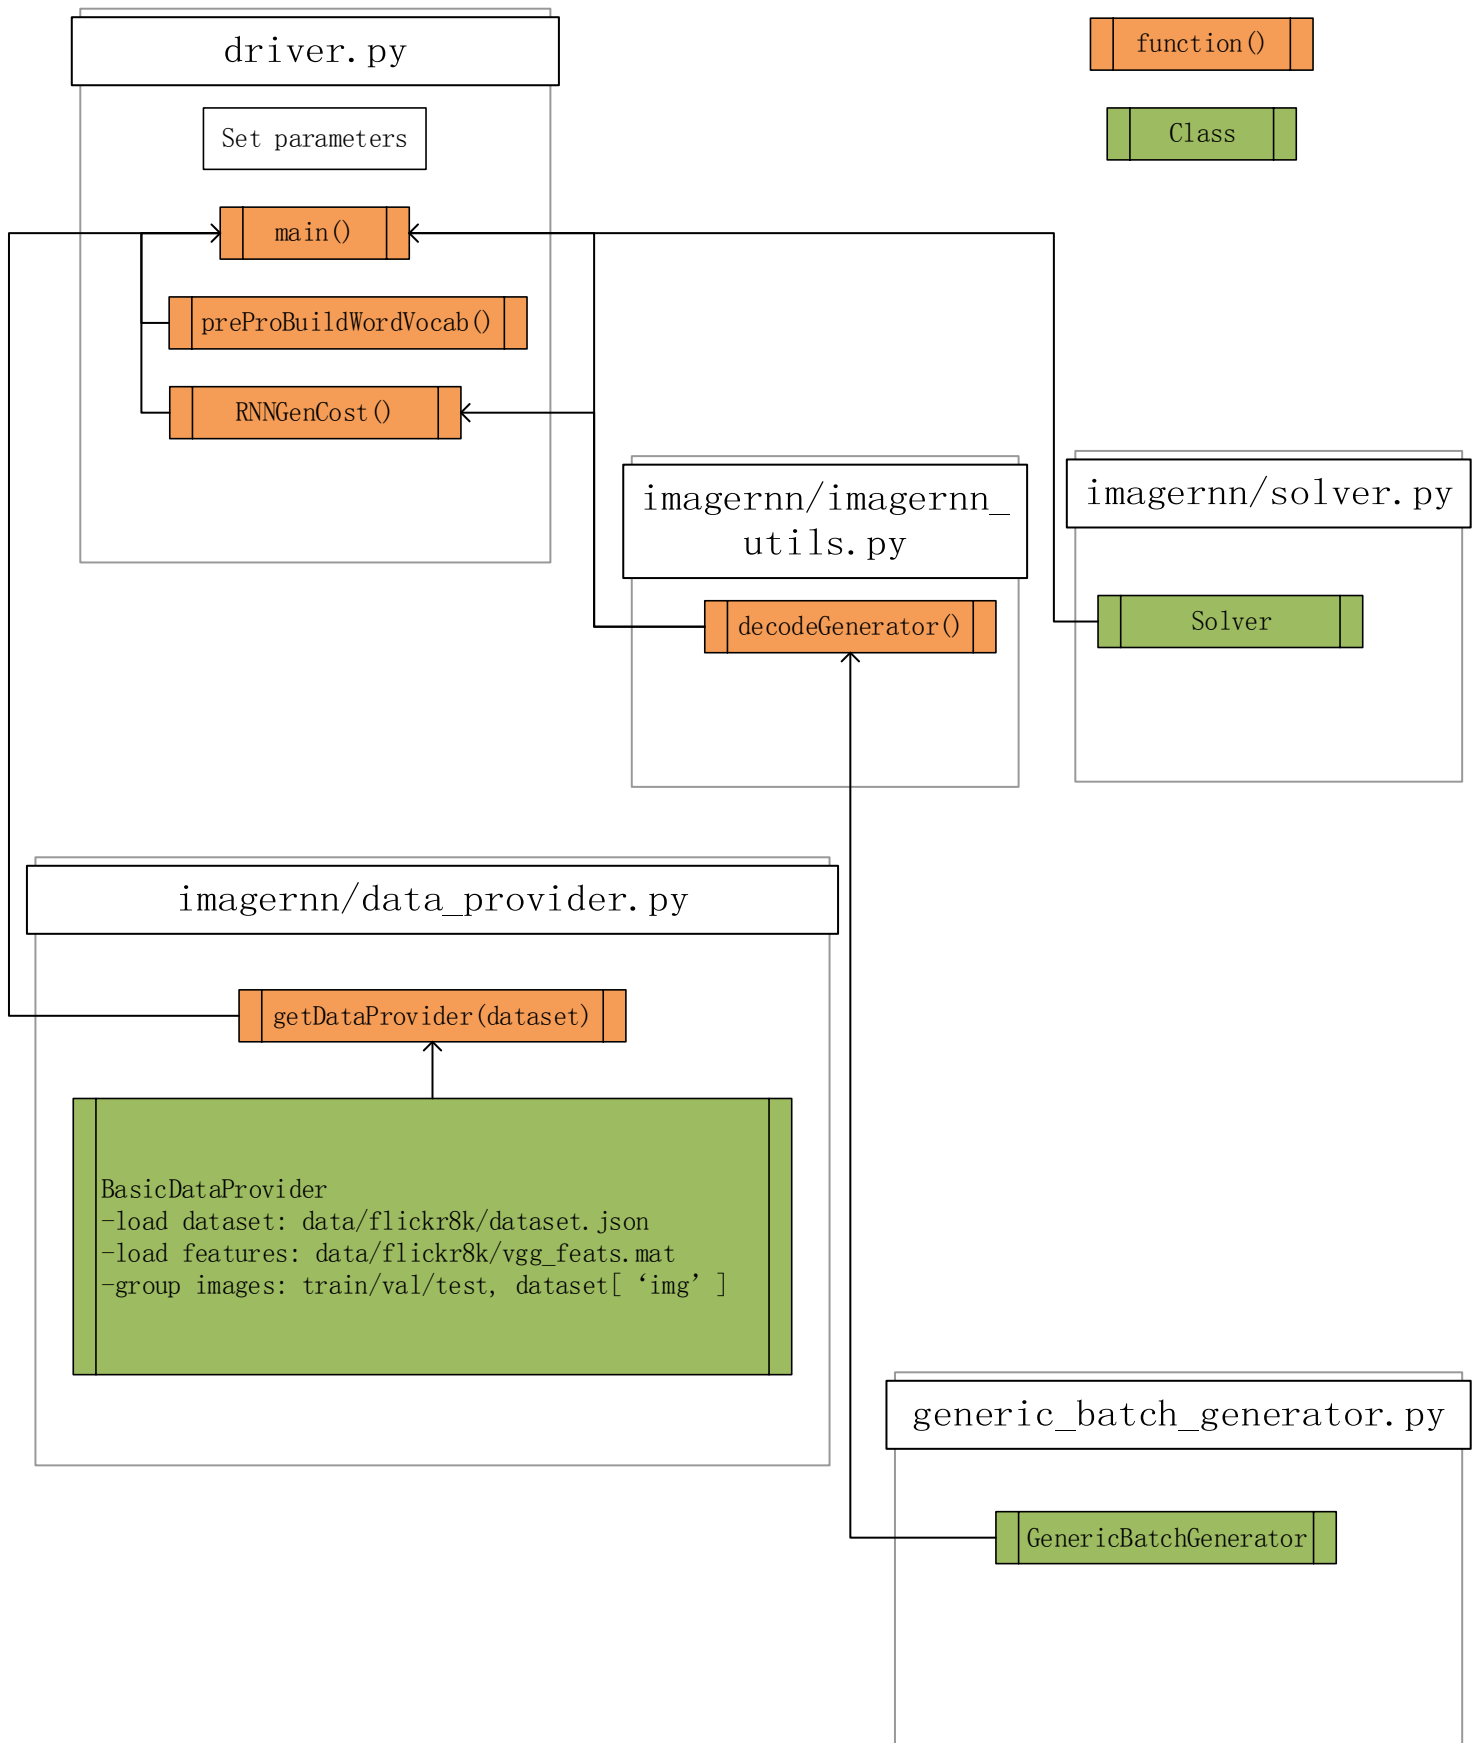 driver.py
function()
Set parameters
Class
main()
preProBuildWordVocab()
RNNGenCost()
imagernn/imagernn_
utils.py
imagernn/solver.py
decodeGenerator()
Solver
imagernn/data_provider.py
getDataProvider(dataset)
BasicDataProvider
-load dataset: data/flickr8k/dataset.json
-load features: data/flickr8k/vgg_feats.mat
-group images: train/val/test, dataset[‘img’]
generic_batch_generator.py
GenericBatchGenerator